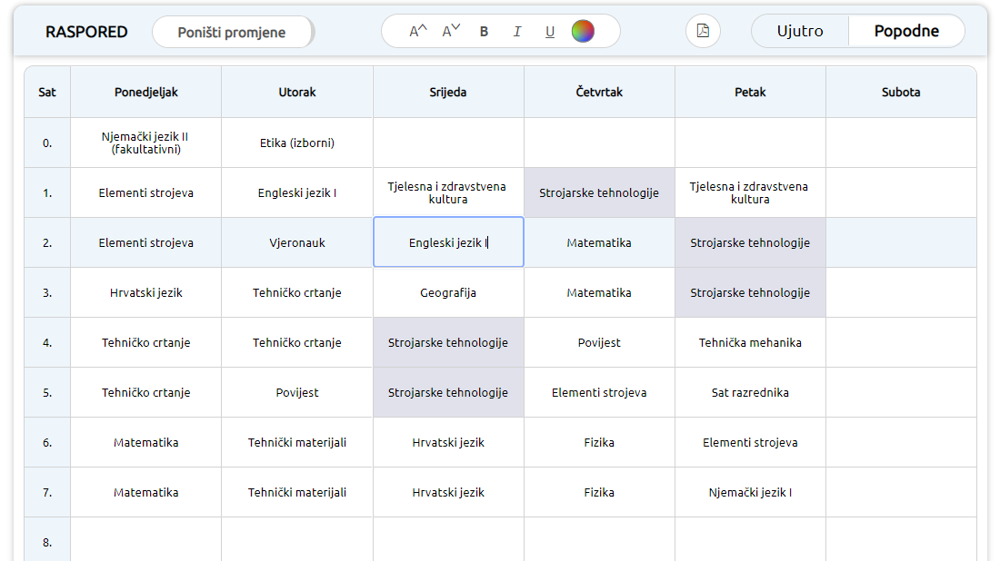 RASPORED Poništi promjene A^ A˅ B I U Ujutro Popodne
Sat Ponedjeljak Utorak Srijeda Četvrtak Petak Subota
0. Njemački jezik II Etika (izborni)
(fakultativni)
1. Elementi strojeva Engleski jezik I Tjelesna i zdravstvena Strojarske tehnologije Tjelesna i zdravstvena
kultura kultura
2. Elementi strojeva Vjeronauk Engleski jezik I Matematika Strojarske tehnologije
3. Hrvatski jezik Tehničko crtanje Geografija Matematika Strojarske tehnologije
4. Tehničko crtanje Tehničko crtanje Strojarske tehnologije Povijest Tehnička mehanika
5. Tehničko crtanje Povijest Strojarske tehnologije Elementi strojeva Sat razrednika
6. Matematika Tehnički materijali Hrvatski jezik Fizika Elementi strojeva
7. Matematika Tehnički materijali Hrvatski jezik Fizika Njemački jezik I
8.